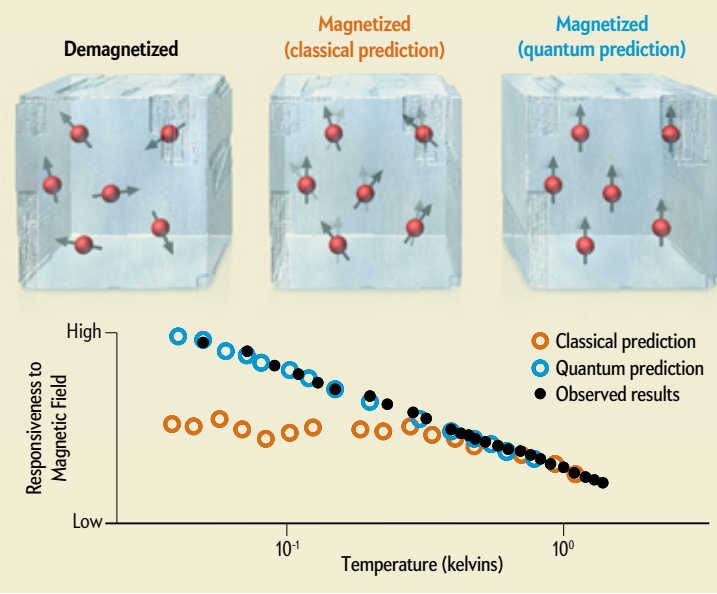 Demagnetized
Magnetized
(classical prediction)
Magnetized
(quantum prediction)
High
Classical prediction
Quantum prediction
Observed results
Responsiveness to
Magnetic Field
Low
10⁻¹
10⁰
Temperature (kelvins)